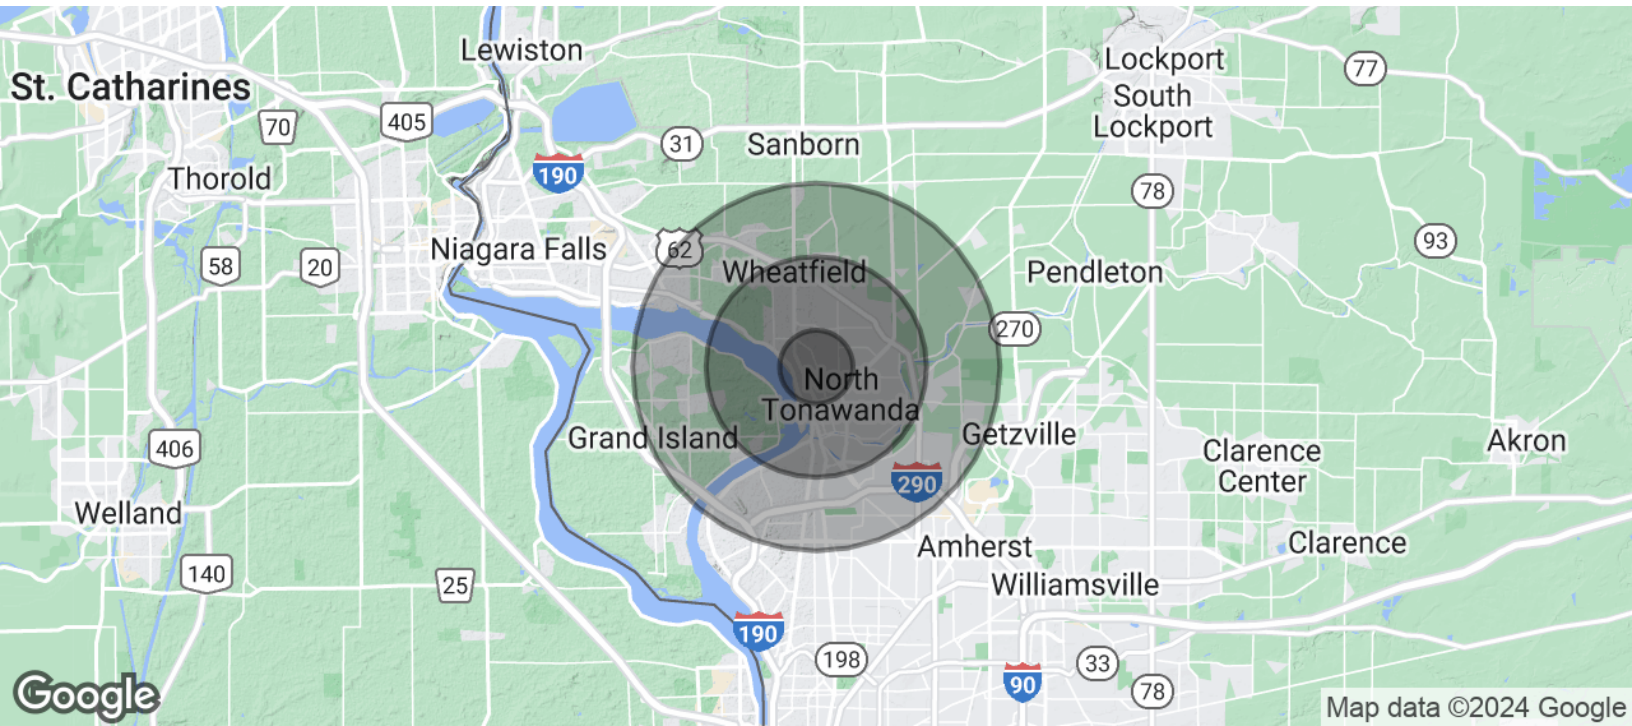 Lewiston
Lockport
77
St. Catharines
South
Lockport
70
405
31
Sanborn
190
Thorold
78
62
93
Niagara Falls
58
20
Wheatfield
Pendleton
270
North
Tonawanda
406
Grand Island
Getzville
Clarence
Center
Akron
290
Welland
Amherst
Clarence
140
25
Williamsville
190
198
33
90
78
Google
Map data ©2024 Google